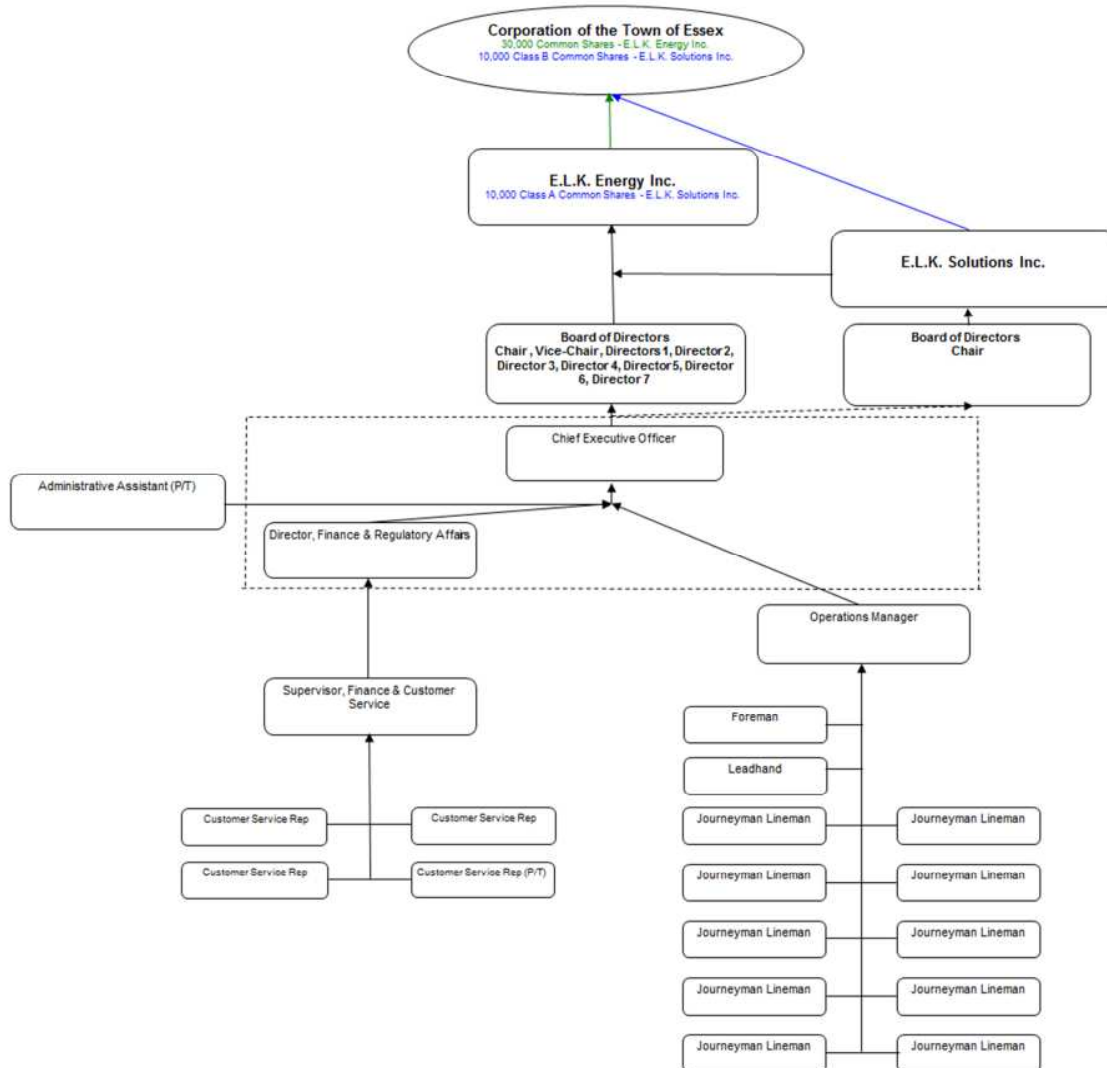 Corporation of the Town of Essex
30,000 Common Shares - E.L.K. Energy Inc.
10,000 Class B Common Shares - E.L.K. Solutions Inc.
E.L.K. Energy Inc.
10,000 Class A Common Shares - E.L.K. Solutions Inc.
E.L.K. Solutions Inc.
Board of Directors
Chair , Vice-Chair, Directors 1, Director 2,
Director 3, Director 4, Director 5, Director
6, Director 7
Board of Directors
Chair
Chief Executive Officer
Administrative Assistant (P/T)
Director, Finance & Regulatory Affairs
Operations Manager
Supervisor, Finance & Customer
Service
Foreman
Leadhand
Customer Service Rep
Customer Service Rep
Customer Service Rep
Customer Service Rep (P/T)
Journeyman Lineman
Journeyman Lineman
Journeyman Lineman
Journeyman Lineman
Journeyman Lineman
Journeyman Lineman
Journeyman Lineman
Journeyman Lineman
Journeyman Lineman
Journeyman Lineman